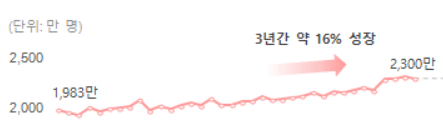 (단위: 만 명)
3년간 약 16% 성장
2,500
2,300만
1,983만
2,000